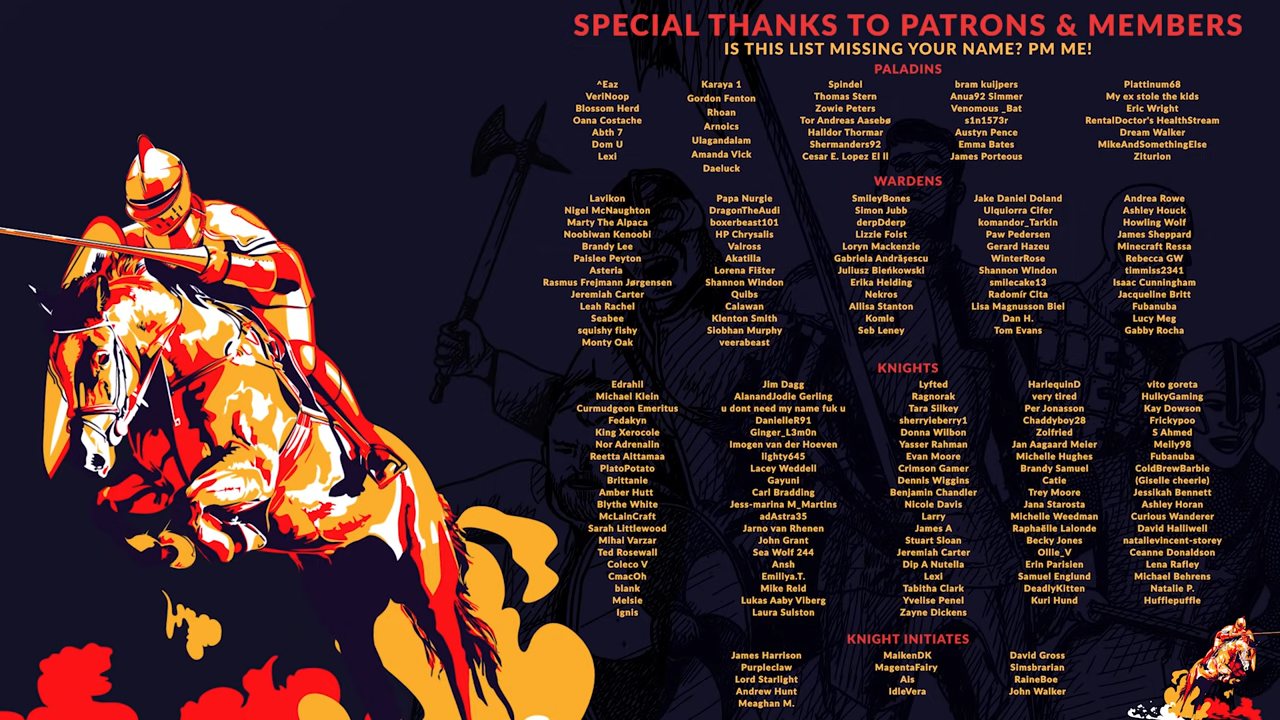 SPECIAL THANKS TO PATRONS & MEMBERS
IS THIS LIST MISSING YOUR NAME? PM ME!
PALADINS
^Eaz
VeriNoop
Blossom Herd
Oana Costache
Abth 7
Dom U
Lexi
Karaya 1
Gordon Fenton
Rhoan
Arnoics
Ulagandalam
Amanda Vick
Daeluck
Spindel
Thomas Stern
Zowie Peters
Tor Andreas Aasebø
Halldor Thormar
Shermanders92
Cesar E. Lopez El II
bram kuijpers
Anua92 Simmer
Venomous _Bat
s1n1573r
Austyn Pence
Emma Bates
James Porteous
Plattinum68
My ex stole the kids
Eric Wright
RentalDoctor's HealthStream
Dream Walker
MikeAndSomethingElse
Ziturion
WARDENS
Lavikon
Nigel McNaughton
Marty The Alpaca
Noobiwan Kenoobi
Brandy Lee
Paislee Peyton
Asteria
Rasmus Frejmann Jørgensen
Jeremiah Carter
Leah Rachel
Seabee
squishy fishy
Monty Oak
Papa Nurgle
DragonTheAudi
boxerbeast101
HP Chrysalis
Valross
Akatilla
Lorena Fišter
Shannon Windon
Quibs
Calawan
Klenton Smith
Siobhan Murphy
veerabeast
SmileyBones
Simon Jubb
derpDderp
Lizzie Foist
Loryn Mackenzie
Gabriela Andrășescu
Juliusz Bleńkowski
Erika Helding
Nekros
Allisa Stanton
Komle
Seb Leney
Jake Daniel Doland
Ulquiorra Cifer
komandor_Tarkin
Paw Pedersen
Gerard Hazeu
WinterRose
Shannon Windon
smilecake13
Radomír Cita
Lisa Magnusson Biel
Dan H.
Tom Evans
Andrea Rowe
Ashley Houck
Howling Wolf
James Sheppard
Minecraft Ressa
Rebecca GW
timmiss2341
Isaac Cunningham
Jacqueline Britt
Fubanuba
Lucy Meg
Gabby Rocha
KNIGHTS
Edrahil
Michael Klein
Curmudgeon Emeritus
Fedakyn
King Xerocole
Nor Adrenalin
Reetta Aittamaa
PlatoPotato
Brittanie
Amber Hutt
Blythe White
McLainCraft
Sarah Littlewood
Mihai Varzar
Ted Rosewall
Coleco V
CmacOh
blank
Melsie
Ignis
Jim Dagg
AlanandJodie Gerling
u dont need my name fuk u
DanielleR91
Ginger_L3m0n
Imogen van der Hoeven
lighty645
Lacey Weddell
Gayuni
Carl Bradding
Jess-marina M_Martins
adAstra35
Jarno van Rhenen
John Grant
Sea Wolf 244
Ansh
Emiliya.T.
Mike Reid
Lukas Aaby Viberg
Laura Sulston
Lyfted
Ragnorak
Tara Silkey
sherryleberry1
Donna Wilbon
Yasser Rahman
Evan Moore
Crimson Gamer
Dennis Wiggins
Benjamin Chandler
Nicole Davis
Larry
James A
Stuart Sloan
Jeremiah Carter
Dip A Nutella
Lexi
Tabitha Clark
Yvelise Penel
Zayne Dickens
HarlequinD
very tired
Per Jonasson
Chaddyboy28
Zolfried
Jan Aagaard Meier
Michelle Hughes
Brandy Samuel
Catie
Trey Moore
Jana Starosta
Michelle Weedman
Raphaëlle Lalonde
Becky Jones
Ollie_V
Erin Parisien
Samuel Englund
DeadlyKitten
Kuri Hund
vito goreta
HulkyGaming
Kay Dowson
Frickypoo
S Ahmed
Melly98
Fubanuba
ColdBrewBarbie
(Giselle cheerie)
Jessikah Bennett
Ashley Horan
Curious Wanderer
David Halliwell
natalievincent-storey
Ceanne Donaldson
Lena Rafley
Michael Behrens
Natalie P.
Hufflepuffle
KNIGHT INITIATES
James Harrison
Purpleclaw
Lord Starlight
Andrew Hunt
Meaghan M.
MaikenDK
MagentaFairy
Ais
IdleVera
David Gross
Simsbrarian
RaineBoe
John Walker